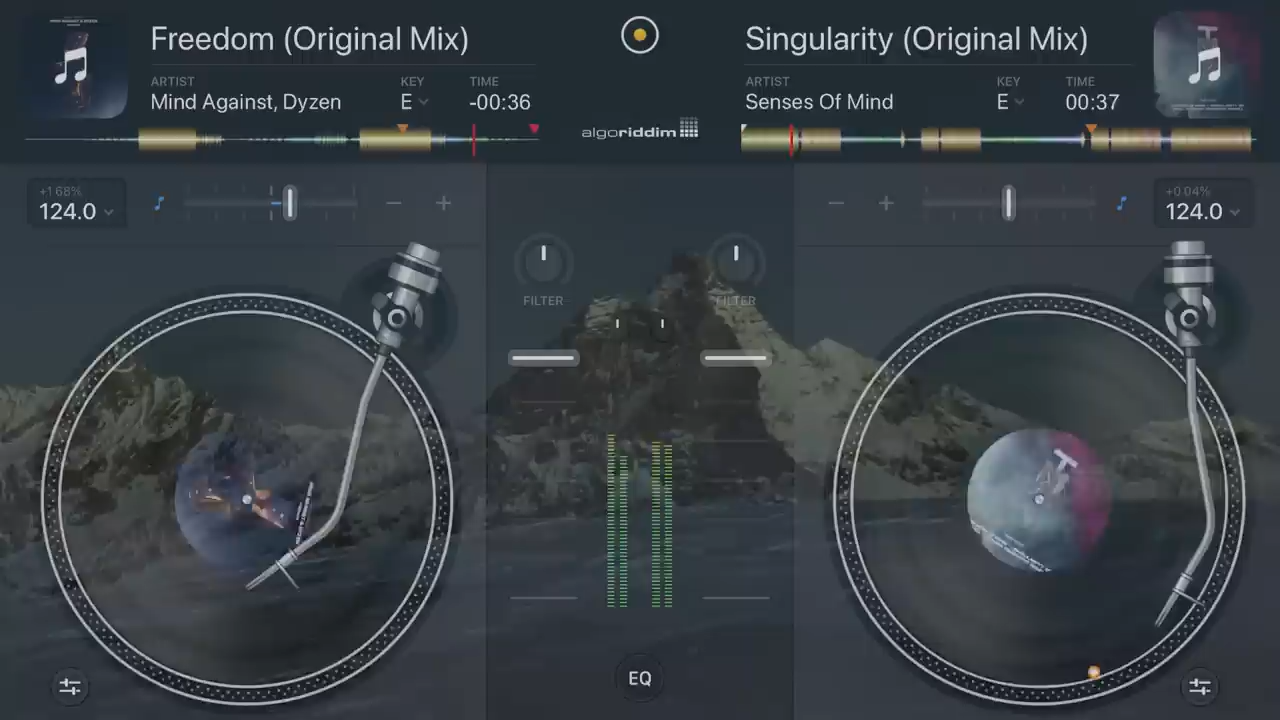 Freedom (Original Mix)
ARTIST
KEY
TIME
Mind Against, Dyzen
E
-00:36
algoriddim
Singularity (Original Mix)
ARTIST
KEY
TIME
Senses Of Mind
E
00:37
+1.68%
124.0
+0.04%
124.0
FILTER
FILTER
EQ